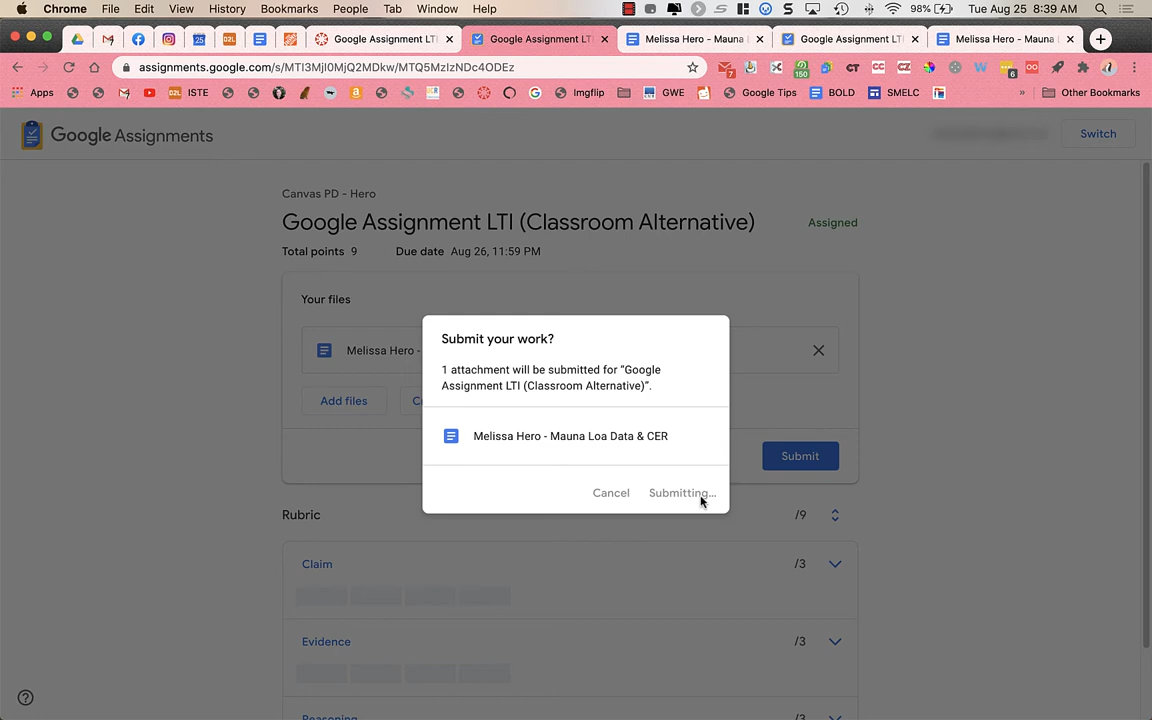 Chrome File Edit View History Bookmarks People Tab Window Help 98% Tue Aug 25 8:39 AM
Google Assignment LTI Google Assignment LT Melissa Hero - Mauna Google Assignment LT Melissa Hero - Mauna
assignments.google.com/s/
Apps ISTE Imgflip GWE Google Tips BOLD SMELC » Other Bookmarks
Google Assignments
Switch
Canvas PD - Hero
Google Assignment LTI (Classroom Alternative) Assigned
Total points 9 Due date Aug 26, 11:59 PM
Your files
Melissa Hero -
Add files
Submit
Submit your work?
1 attachment will be submitted for “Google
Assignment LTI (Classroom Alternative)”.
Melissa Hero - Mauna Loa Data & CER
Cancel Submitting...
Rubric /9
Claim /3
Evidence /3
Reasoning /3